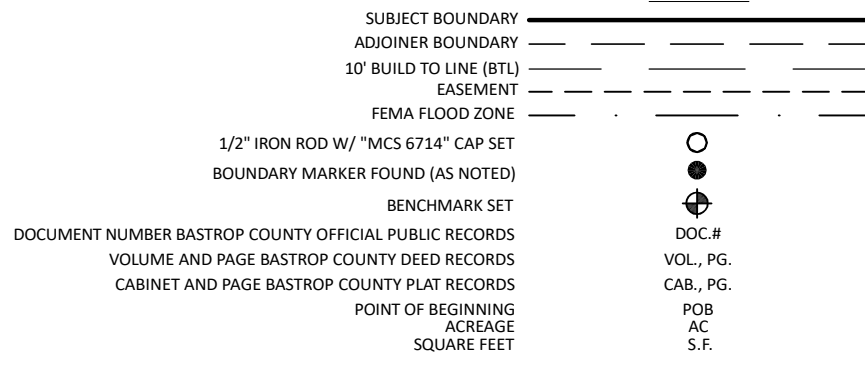 SUBJECT BOUNDARY
ADJOINER BOUNDARY
10' BUILD TO LINE (BTL)
EASEMENT
FEMA FLOOD ZONE
1/2" IRON ROD W/ "MCS 6714" CAP SET
BOUNDARY MARKER FOUND (AS NOTED)
BENCHMARK SET
DOCUMENT NUMBER BASTROP COUNTY OFFICIAL PUBLIC RECORDS DOC.#
VOLUME AND PAGE BASTROP COUNTY DEED RECORDS VOL., PG.
CABINET AND PAGE BASTROP COUNTY PLAT RECORDS CAB., PG.
POINT OF BEGINNING POB
ACREAGE AC
SQUARE FEET S.F.